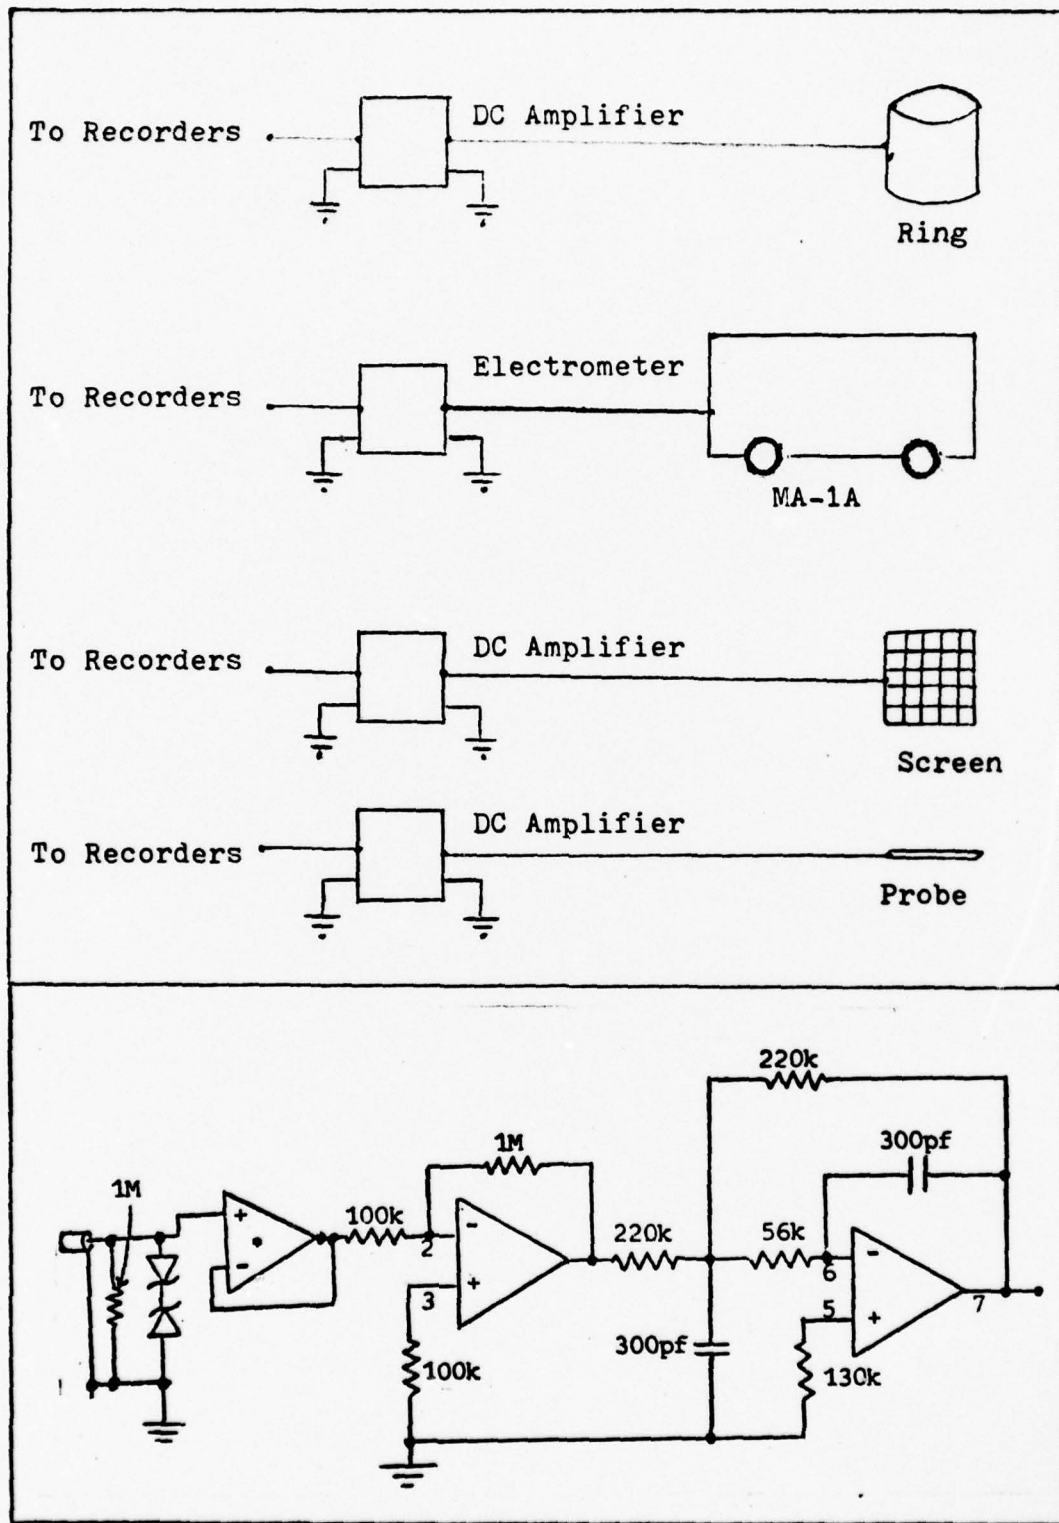 DC Amplifier
To Recorders
Ring
Electrometer
To Recorders
MA-1A
DC Amplifier
To Recorders
Screen
DC Amplifier
To Recorders
Probe
220k
300pf
1M
1M
100k
+
-
2
-
220k
56k
6
-
3
+
5
+
7
100k
300pf
130k